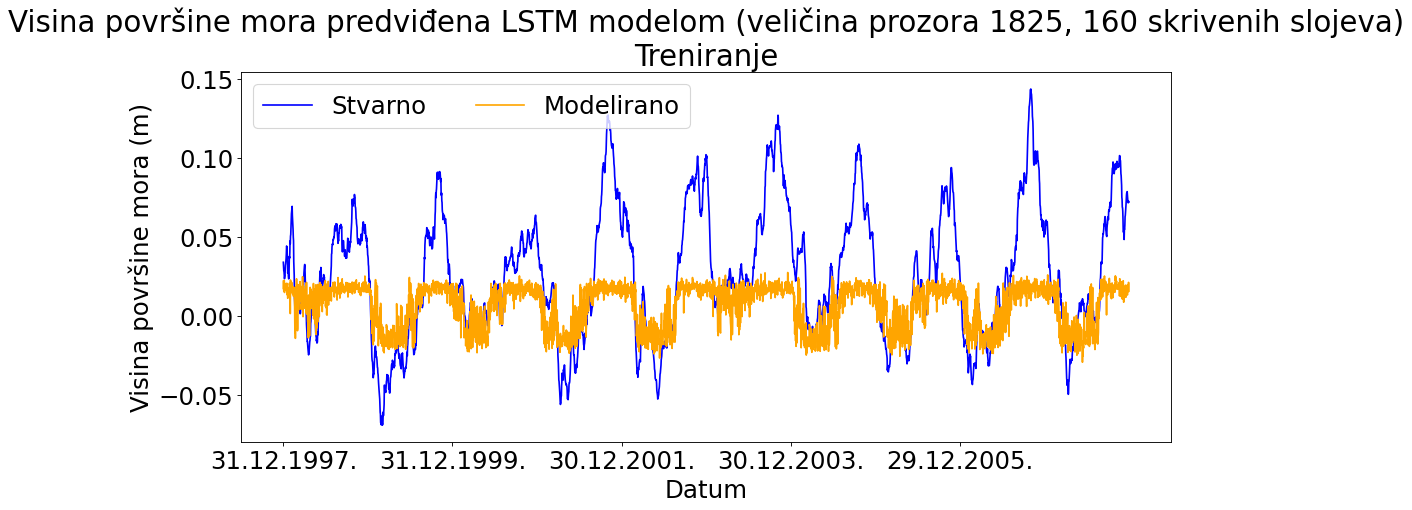 Visina površine mora predviđena LSTM modelom (veličina prozora 1825, 160 skrivenih slojeva)
Treniranje
Stvarno Modelirano
Visina površine mora (m)
0.15
0.10
0.05
0.00
−0.05
31.12.1997. 31.12.1999. 30.12.2001. 30.12.2003. 29.12.2005.
Datum